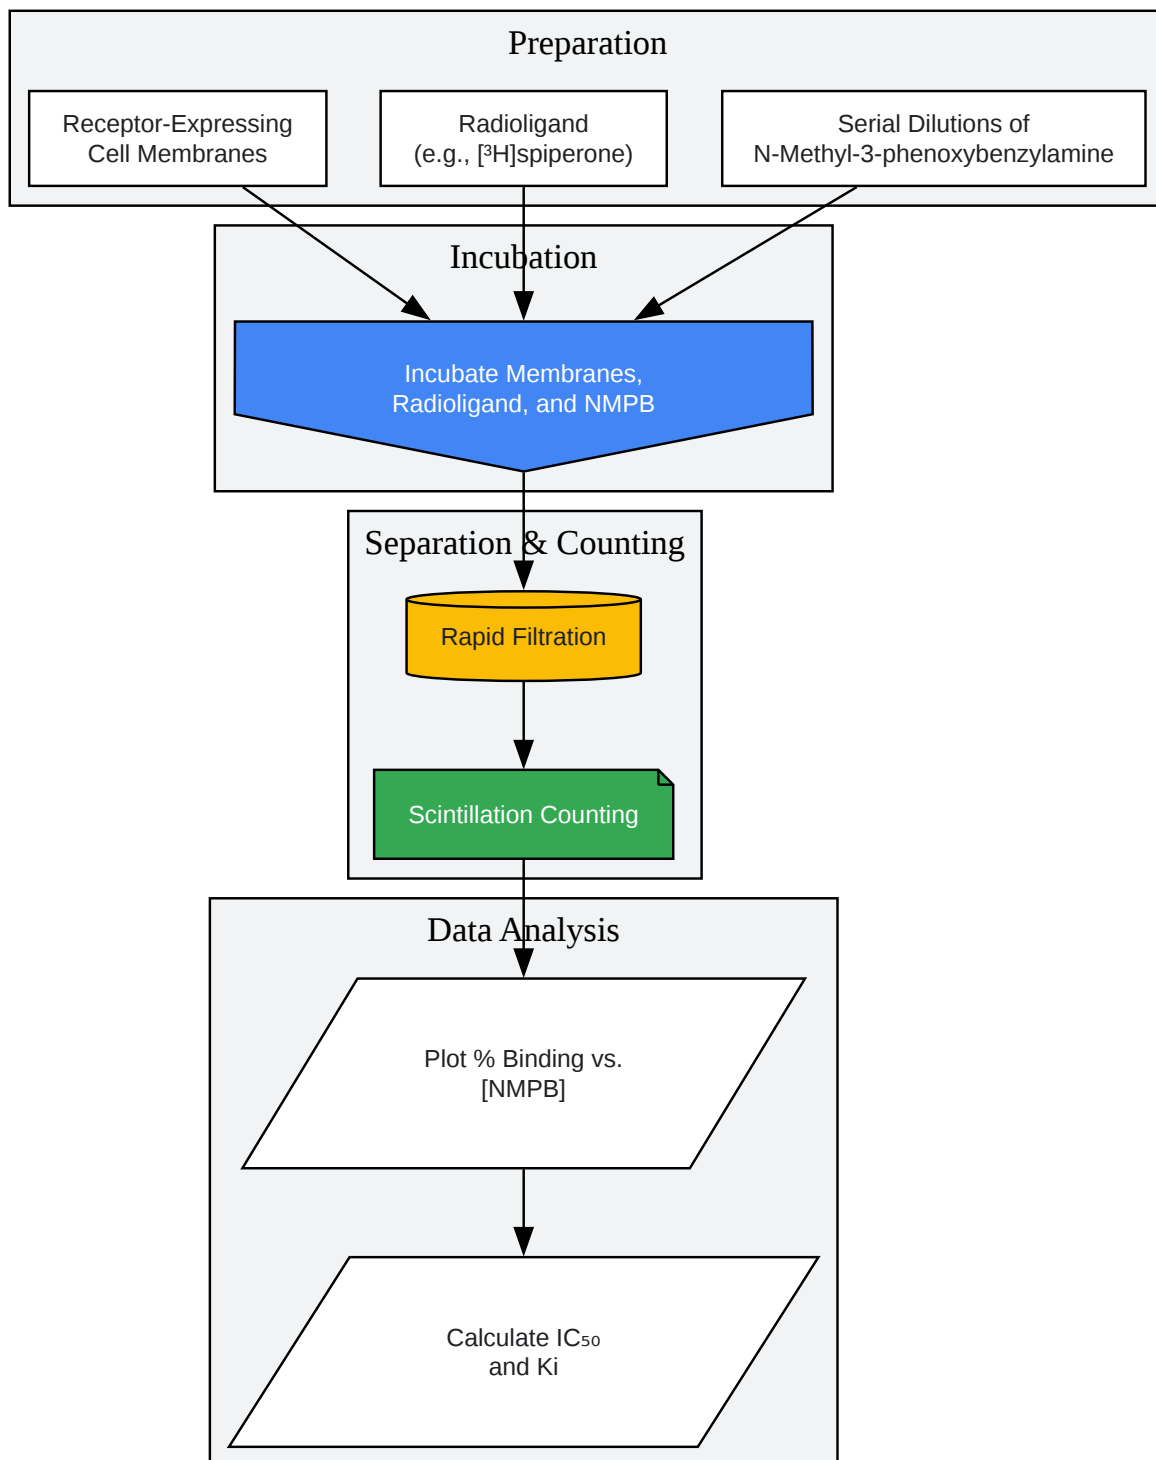 Preparation
Receptor-Expressing
Cell Membranes
Radioligand
(e.g., [³H]spiperone)
Serial Dilutions of
N-Methyl-3-phenoxybenzylamine
Incubation
Incubate Membranes,
Radioligand, and NMPB
Separation & Counting
Rapid Filtration
Scintillation Counting
Data Analysis
Plot % Binding vs.
[NMPB]
Calculate IC₅₀
and Ki